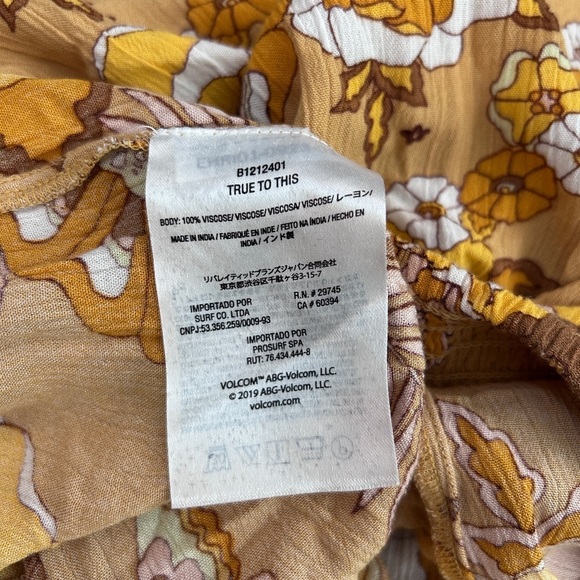 B1212401
TRUE TO THIS
BODY: 100% VISCOSE/ VISCOSE/ VISCOSA/ VISCOSE/ レーヨン/
MADE IN INDIA / FABRIQUÉ EN INDE / FEITO NA ÍNDIA / HECHO EN
INDIA / インド製
リバレイティッドブランズジャパン合同会社
東京都渋谷区千駄ヶ谷3-15-7
IMPORTADO POR
SURF CO. LTDA
CNPJ:53.356.259/0009-93
R.N. # 29745
CA # 60394
IMPORTADO POR
PROSURF SPA
RUT: 76.434.444-8
VOLCOM™ ABG-Volcom, LLC.
© 2019 ABG-Volcom, LLC.
volcom.com